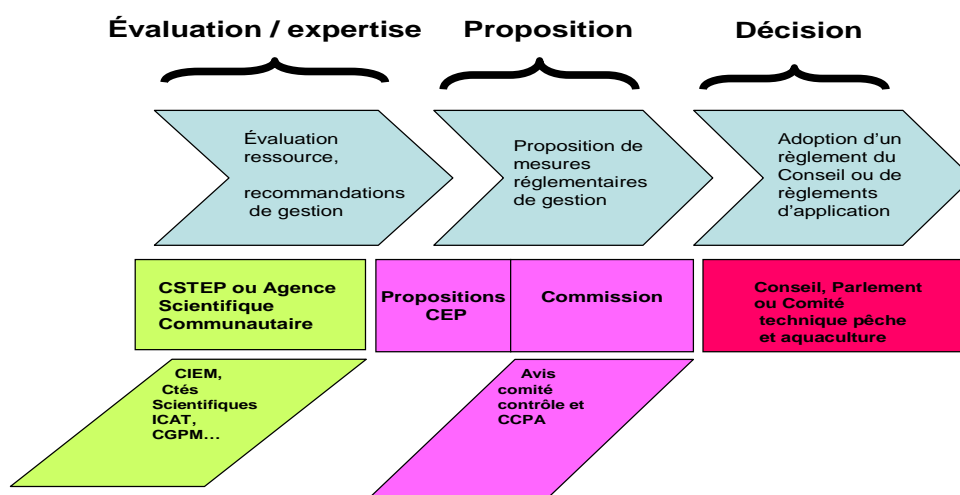 Évaluation / expertise
Proposition
Décision
Évaluation
ressource,
recommandations
de gestion
Proposition de
mesures
réglementaires
de gestion
Adoption d'un
règlement du
Conseil ou de
règlements
d'application
CSTEP ou Agence
Scientifique
Communautaire
Propositions
CEP
Commission
Conseil, Parlement
ou Comité
technique pêche
et aquaculture
CIEM,
Ctés
Scientifiques
ICAT,
CGPM…
Avis
comité
contrôle et
CCPA